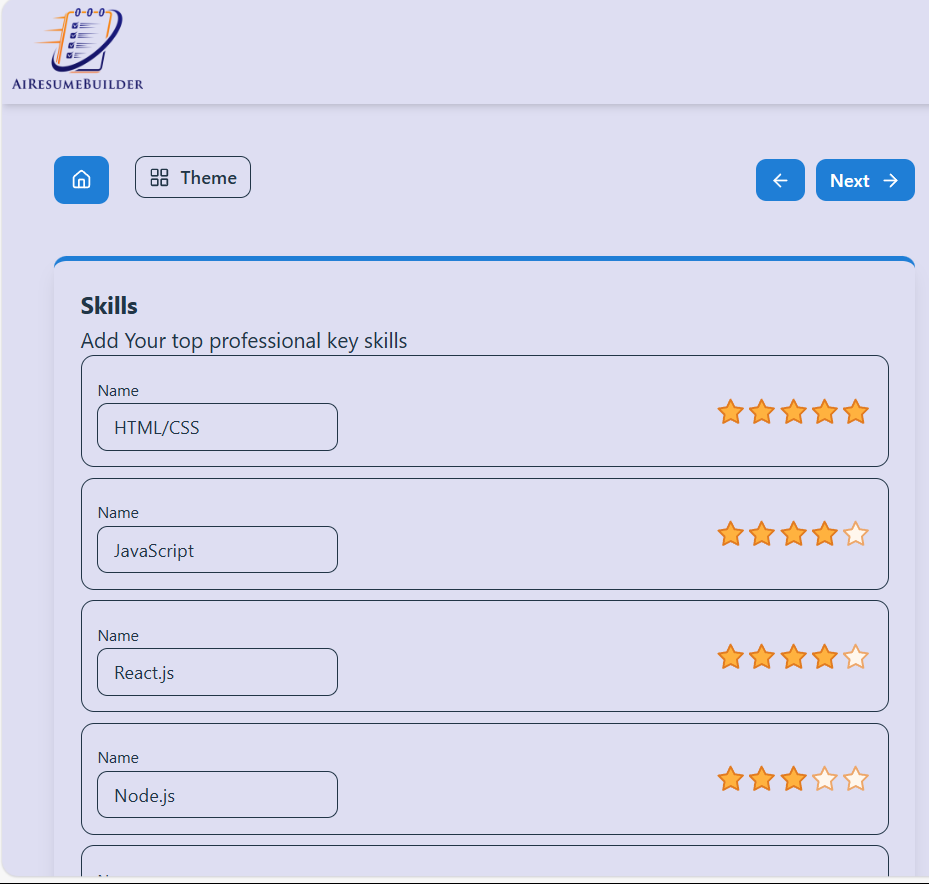 AIRESUMEBUILDER
Theme
Next
Skills
Add Your top professional key skills
Name
HTML/CSS
Name
JavaScript
Name
React.js
Name
Node.js